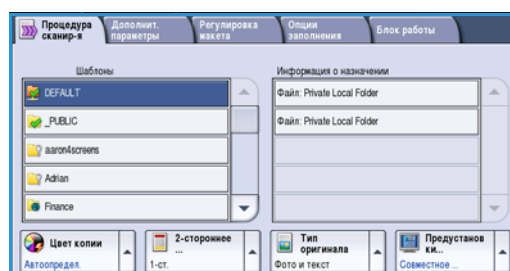 Процедура сканир-я
Дополнит. параметры
Регулировка макета
Опции заполнения
Блок работы
Шаблоны
Информация о назначении
DEFAULT
Файл: Private Local Folder
_PUBLIC
Файл: Private Local Folder
aaron4screens
Adrian
Finance
Цвет копии
Автоопредел.
2-стороннее
...
1-ст.
Тип оригинала
Фото и текст
Предустанов
ки...
Совместное ...